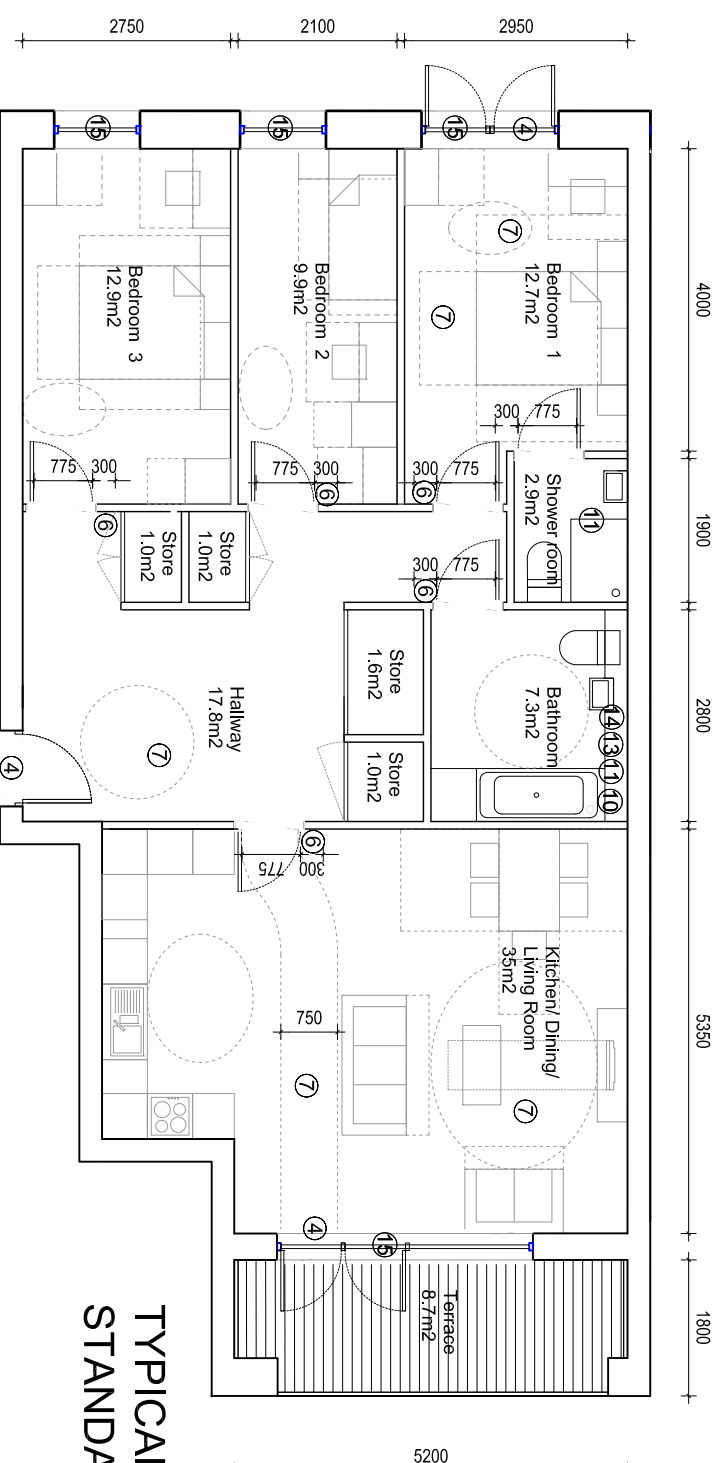 2750
2100
2950
15
15
15
4
4000
1900
2800
5350
1800
5200
Bedroom 3
12.9m2
Bedroom 2
9.9m2
Bedroom 1
12.7m2
7
7
300
775
775
300
775
300
300
775
6
6
6
Shower room
2.9m2
11
Store
1.0m2
Store
1.0m2
300
775
6
Store
1.6m2
Store
1.0m2
Bathroom
7.3m2
14
13
11
10
Hallway
17.8m2
7
4
6
775
300
Kitchen/ Dining/
Living Room
35m2
750
7
7
4
15
Terrace
8.7m2
TYPICAL
STANDA